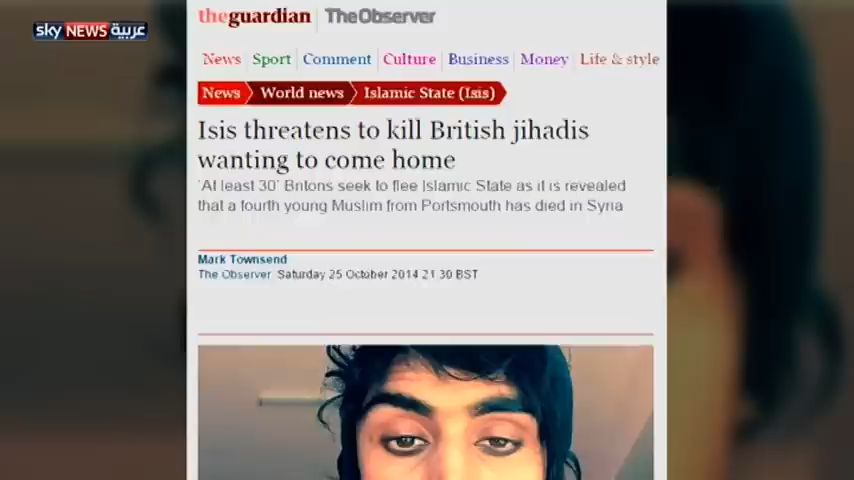 sky NEWS عربية
theguardian | TheObserver
News | Sport | Comment | Culture | Business | Money | Life & style
News World news Islamic State (Isis)
Isis threatens to kill British jihadis
wanting to come home
'At least 30' Britons seek to flee Islamic State as it is revealed
that a fourth young Muslim from Portsmouth has died in Syria
Mark Townsend
The Observer Saturday 25 October 2014 21 30 BST